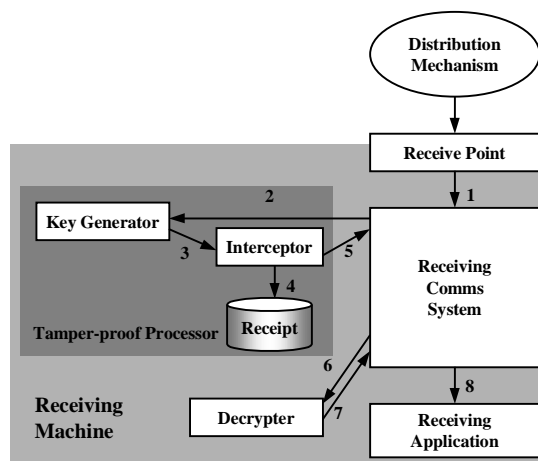 Distribution
Mechanism
Receive Point
1
2
Key Generator
3
Interceptor
5
4
Receipt
Tamper-proof Processor
Receiving
Comms
System
6
7
8
Decrypter
Receiving
Machine
Receiving
Application